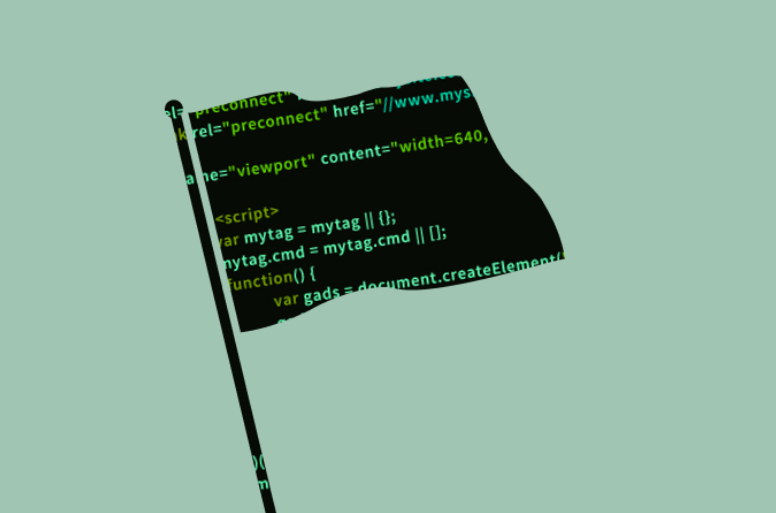 el="preconnect"
k rel="preconnect" href="//www.mys
ame="viewport" content="width=640,
<script>
var mytag = mytag || {};
mytag.cmd = mytag.cmd || [];
function() {
var gads = document.createElement(
)(
m